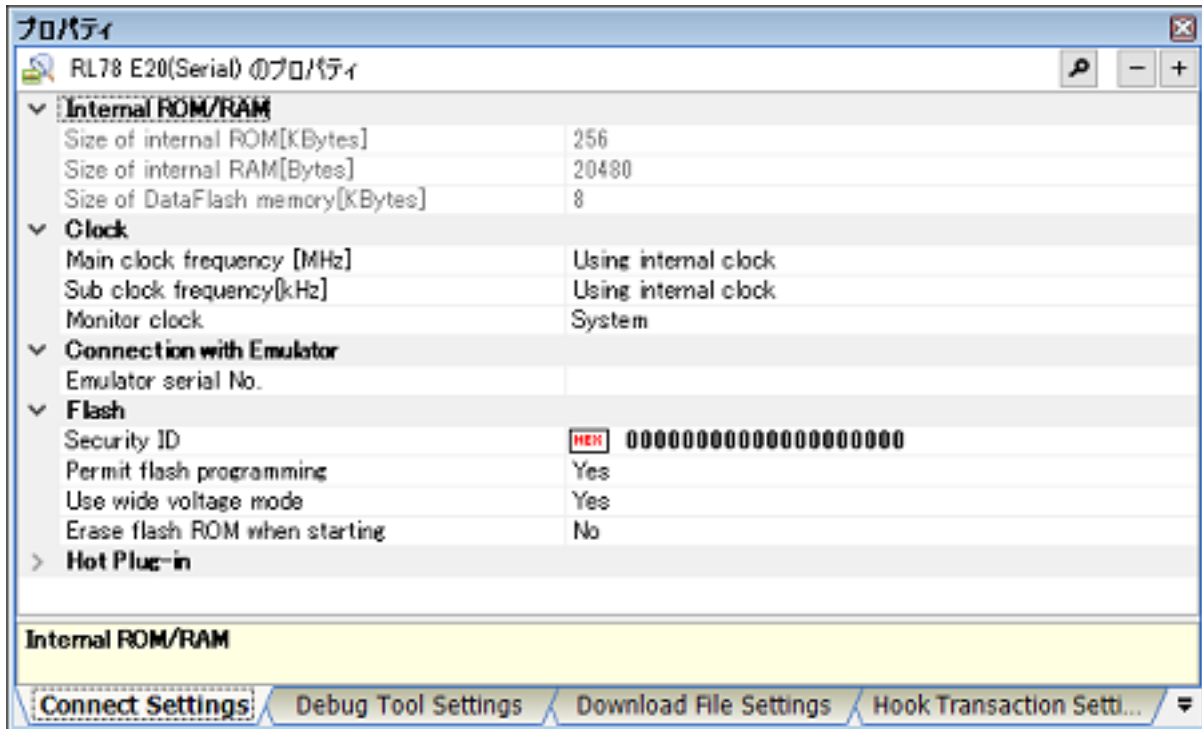 プロパティ
RL78 E20(Serial) のプロパティ
Internal ROM/RAM
Size of internal ROM[KBytes] 256
Size of internal RAM[Bytes] 20480
Size of DataFlash memory[KBytes] 8
Clock
Main clock frequency [MHz] Using internal clock
Sub clock frequency[kHz] Using internal clock
Monitor clock System
Connection with Emulator
Emulator serial No.
Flash
Security ID HEX 00000000000000000000
Permit flash programming Yes
Use wide voltage mode Yes
Erase flash ROM when starting No
Hot Plug-in
Internal ROM/RAM
Connect Settings Debug Tool Settings Download File Settings Hook Transaction Setti...